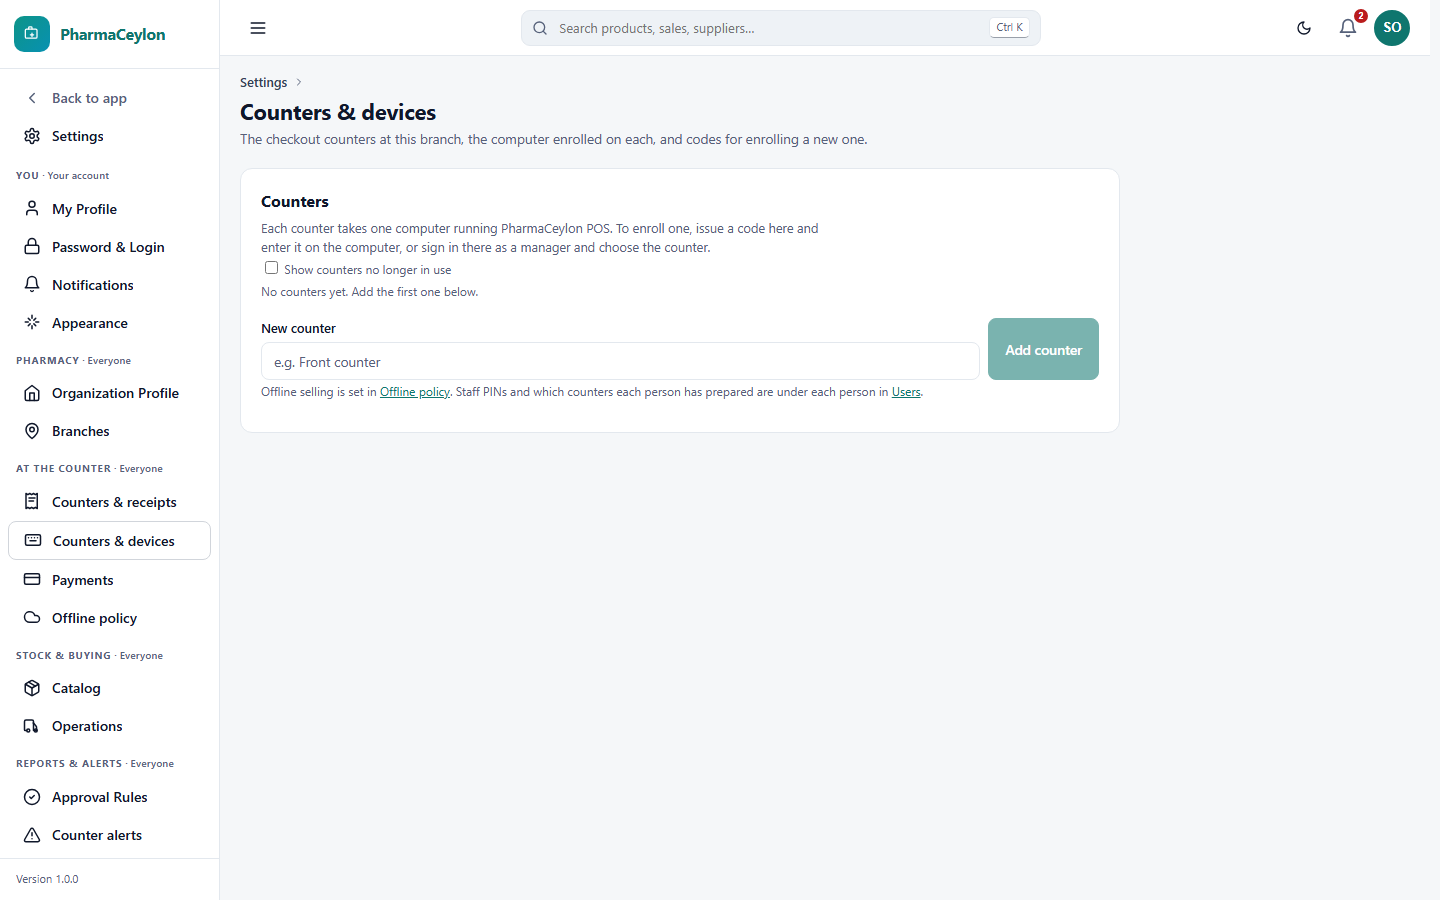 PharmaCeylon
Search products, sales, suppliers...
Ctrl K
2
SO
Back to app
Settings
YOU · Your account
My Profile
Password & Login
Notifications
Appearance
PHARMACY · Everyone
Organization Profile
Branches
AT THE COUNTER · Everyone
Counters & receipts
Counters & devices
Payments
Offline policy
STOCK & BUYING · Everyone
Catalog
Operations
REPORTS & ALERTS · Everyone
Approval Rules
Counter alerts
Version 1.0.0
Settings
Counters & devices
The checkout counters at this branch, the computer enrolled on each, and codes for enrolling a new one.
Counters
Each counter takes one computer running PharmaCeylon POS. To enroll one, issue a code here and
enter it on the computer, or sign in there as a manager and choose the counter.
Show counters no longer in use
No counters yet. Add the first one below.
New counter
e.g. Front counter
Add counter
Offline selling is set in Offline policy. Staff PINs and which counters each person has prepared are under each person in Users.